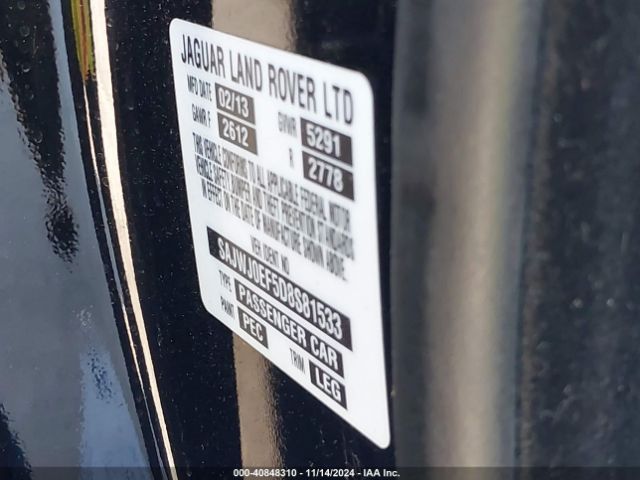 JAGUAR LAND ROVER LTD
MFD DATE 02/13 GVWR 5291
GAWR F 2612 R 2778
THIS VEHICLE CONFORMS TO ALL APPLICABLE FEDERAL MOTOR
VEHICLE SAFETY, BUMPER AND THEFT PREVENTION STANDARDS
IN EFFECT ON THE DATE OF MANUFACTURE SHOWN ABOVE.
VEH IDENT NO
SAJWJ0EF5D8S81533
TYPE PASSENGER CAR
PAINT PEC TRIM LEG
000-40848310 - 11/14/2024 - IAA Inc.